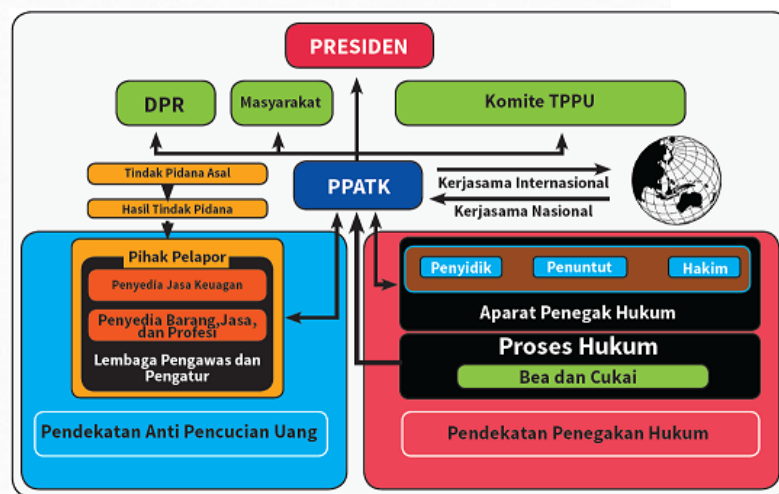 PRESIDEN
DPR
Masyarakat
Komite TPPU
Tindak Pidana Asal
Hasil Tindak Pidana
PPATK
Kerjasama Internasional
Kerjasama Nasional
Pihak Pelapor
Penyedia Jasa Keuagan
Penyedia Barang,Jasa,
dan Profesi
Lembaga Pengawas dan
Pengatur
Pendekatan Anti Pencucian Uang
Penyidik
Penuntut
Hakim
Aparat Penegak Hukum
Proses Hukum
Bea dan Cukai
Pendekatan Penegakan Hukum